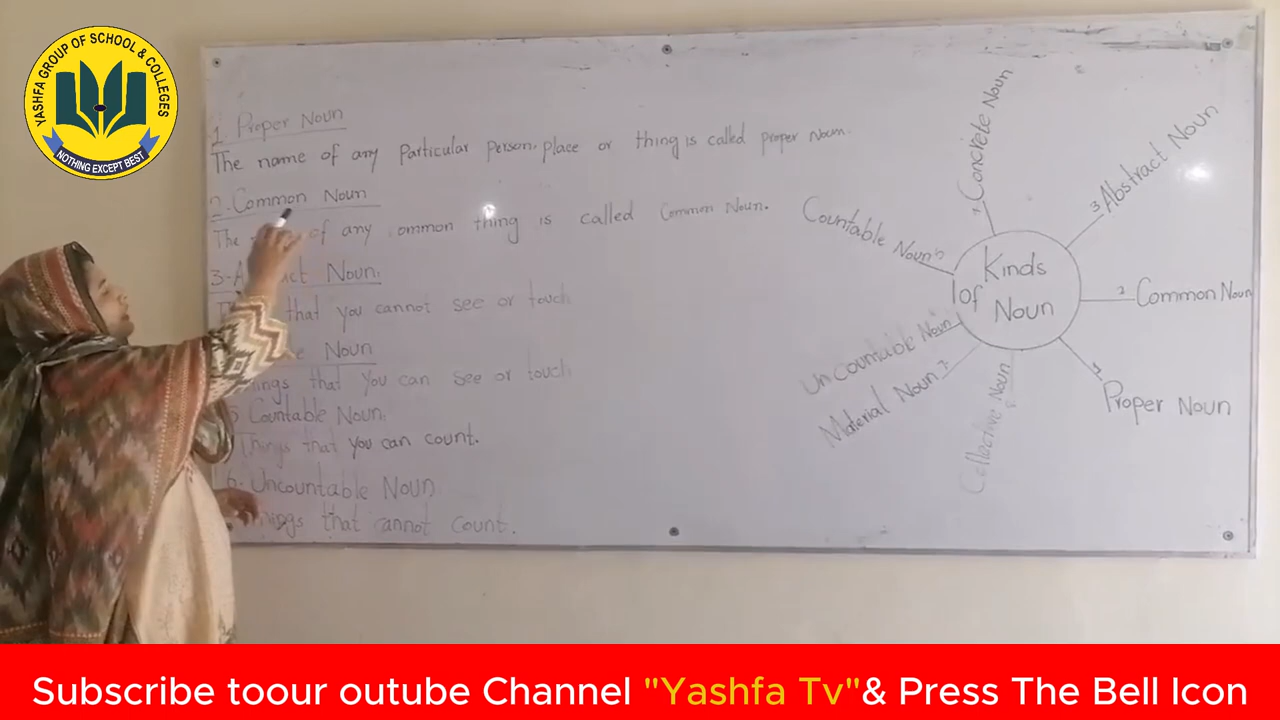 YASHFA GROUP OF SCHOOL & COLLEGES
NOTHING EXCEPT BEST
1. Proper Noun
The name of any Particular person, place or thing is called proper Noun.
2. Common Noun
The of any common thing is called Common Noun.
3- Noun.
that you cannot see or touch
Noun
that you can see or touch
5 Countable Noun.
Things that you can count.
6. Uncountable Noun
Things that cannot count.
Kinds
of
Noun
Concrete Noun
3 Abstract Noun
Common Noun
Proper Noun
Collective Noun
Material Noun
Uncountable Noun
Countable Noun
Subscribe toour outube Channel "Yashfa Tv"& Press The Bell Icon